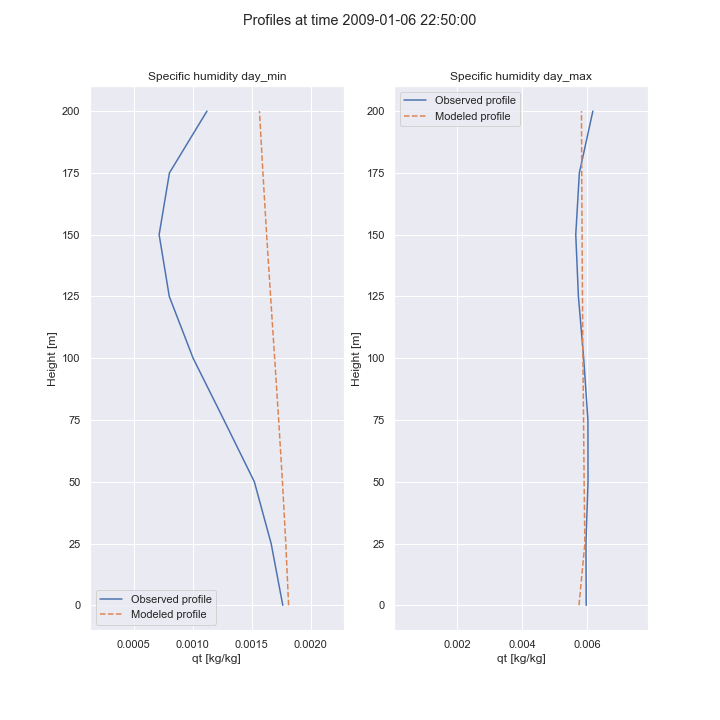 Profiles at time 2009-01-06 22:50:00
Specific humidity day_min
200
175
150
125
100
75
50
25
0
Height [m]
Observed profile
Modeled profile
0.0005 0.0010 0.0015 0.0020
qt [kg/kg]
Specific humidity day_max
Observed profile
Modeled profile
200
175
150
125
100
75
50
25
0
Height [m]
0.002 0.004 0.006
qt [kg/kg]